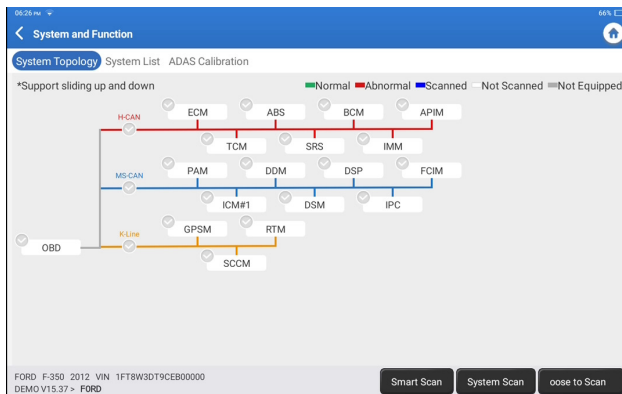 06:26 PM 66%
System and Function
System Topology System List ADAS Calibration
*Support sliding up and down Normal Abnormal Scanned Not Scanned Not Equipped
ECM ABS BCM APIM
H-CAN
TCM SRS IMM
PAM DDM DSP FCIM
MS-CAN
ICM#1 DSM IPC
GPSM RTM
K-Line
OBD
SCCM
FORD F-350 2012 VIN 1FT8W3DT9CEB00000
DEMO V15.37 > FORD
Smart Scan System Scan oose to Scan